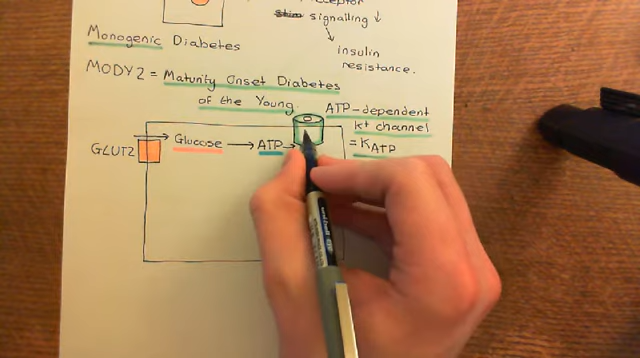 signalling ↓
insulin
resistance.
Monogenic Diabetes
MODY2 = Maturity Onset Diabetes
of the Young.
ATP-dependent
K+ channel
= KATP
GLUT2
Glucose → ATP →